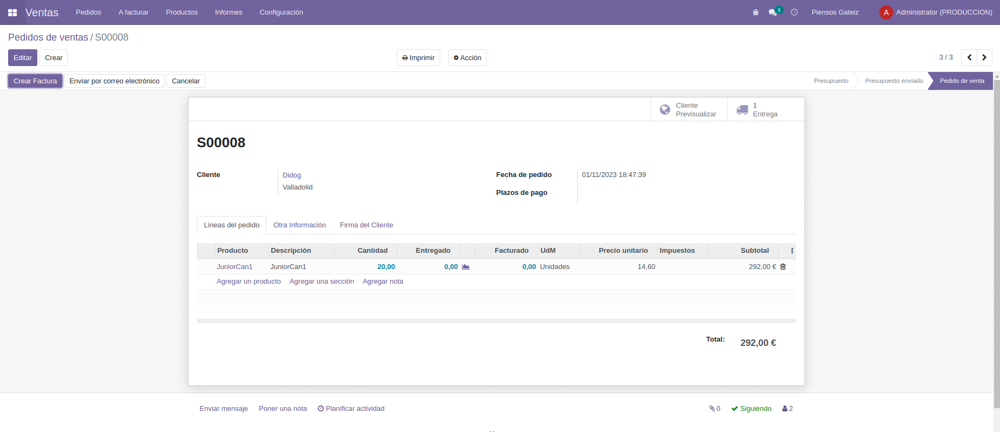 Ventas Pedidos A facturar Productos Informes Configuración 1 Piensos Gateiz A Administrator (PRODUCCION)
Pedidos de ventas / S00008
Editar Crear Imprimir Acción 3 / 3
Crear Factura Enviar por correo electrónico Cancelar Presupuesto Presupuesto enviado Pedido de venta
Cliente Previsualizar
1 Entrega
S00008
Cliente Didog Fecha de pedido 01/11/2023 18:47:39
Valladolid
Plazos de pago
Líneas del pedido Otra Información Firma del Cliente
Producto Descripción Cantidad Entregado Facturado UdM Precio unitario Impuestos Subtotal
JuniorCan1 JuniorCan1 20,00 0,00 0,00 Unidades 14,60 292,00 €
Agregar un producto Agregar una sección Agregar nota
Total: 292,00 €
Enviar mensaje Poner una nota Planificar actividad 0 Siguiendo 2